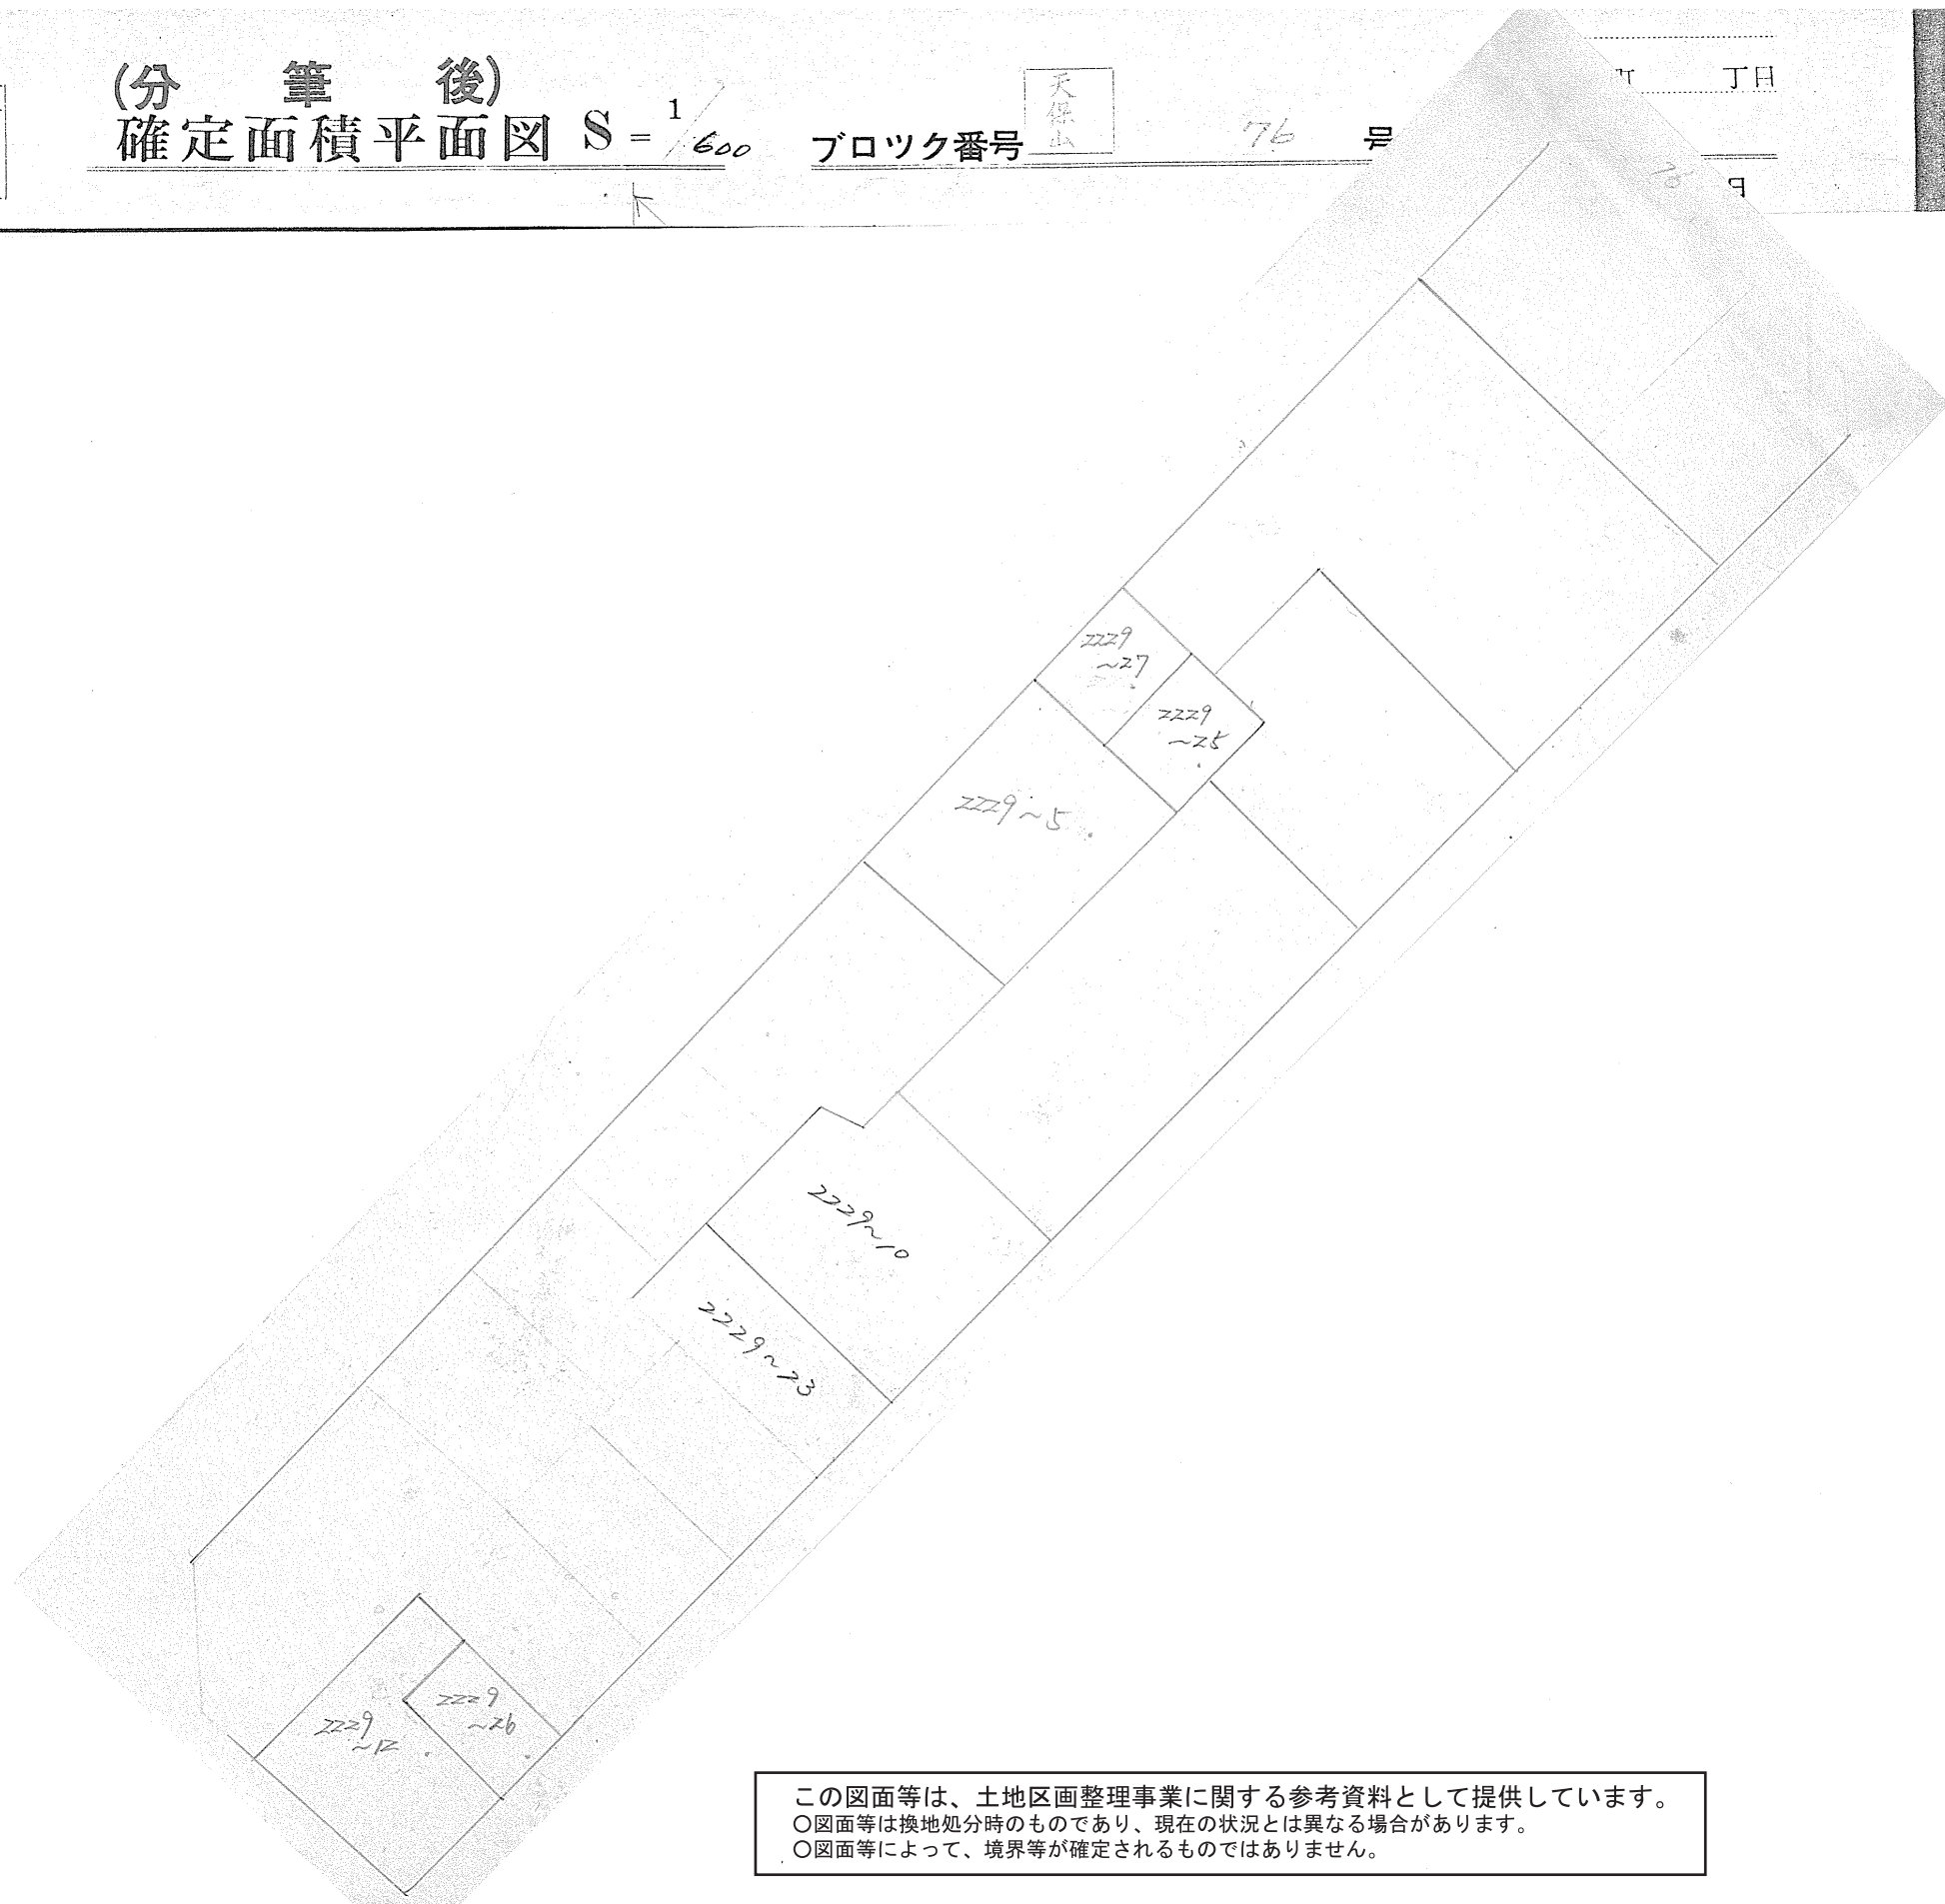 (分 筆 後)
確定面積平面図 S = 1/600
ブロック番号 天保山 76 号
丁目
2229
~27
2229
~25
2229~5
2229~10
2229~23
2229
~26
2229
~12
この図面等は、土地区画整理事業に関する参考資料として提供しています。
○図面等は換地処分時のものであり、現在の状況とは異なる場合があります。
○図面等によって、境界等が確定されるものではありません。